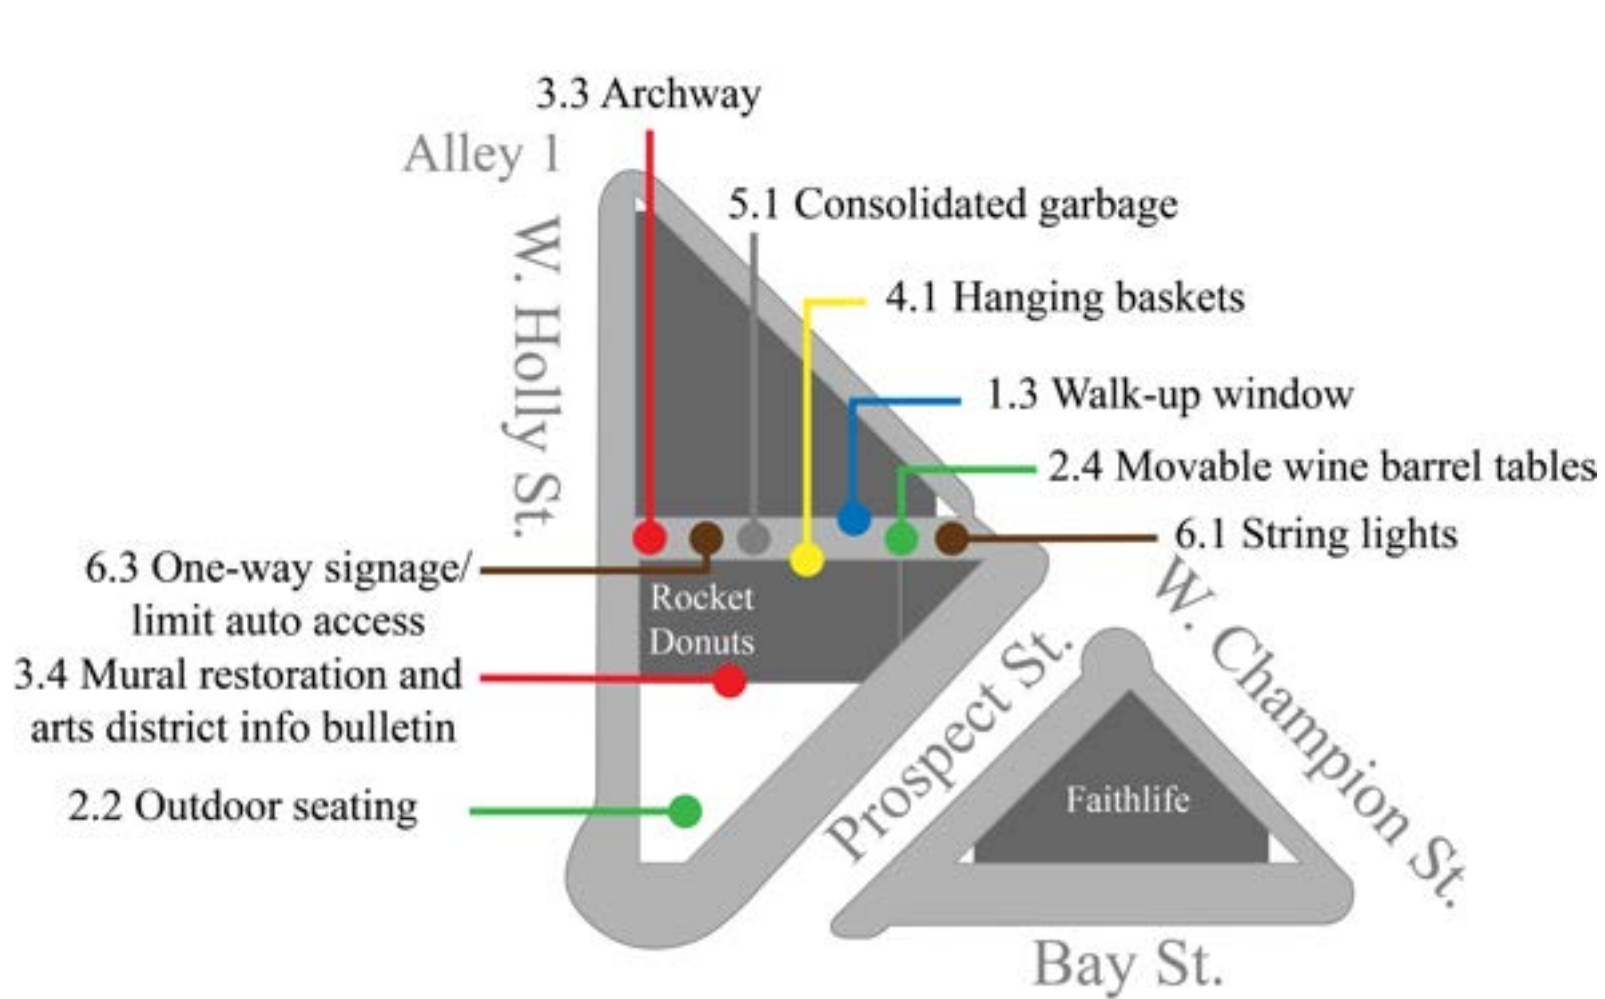 3.3 Archway
Alley 1
5.1 Consolidated garbage
W. Holly St.
4.1 Hanging baskets
1.3 Walk-up window
2.4 Movable wine barrel tables
6.1 String lights
6.3 One-way signage/
limit auto access
Rocket
Donuts
3.4 Mural restoration and
arts district info bulletin
2.2 Outdoor seating
Prospect St.
W. Champion St.
Faithlife
Bay St.